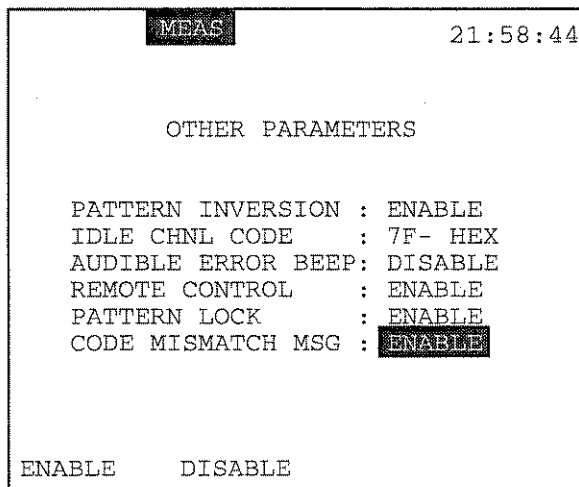 MEAS 21:58:44
OTHER PARAMETERS
PATTERN INVERSION : ENABLE
IDLE CHNL CODE : 7F- HEX
AUDIBLE ERROR BEEP: DISABLE
REMOTE CONTROL : ENABLE
PATTERN LOCK : ENABLE
CODE MISMATCH MSG : ENABLE
ENABLE DISABLE